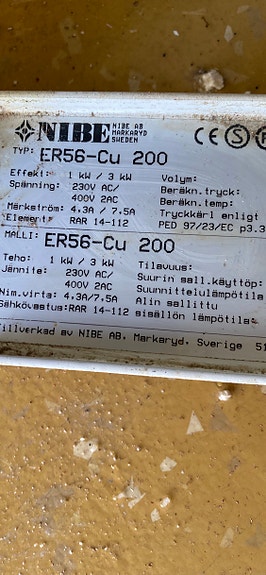 NIBE NIBE AB
MARKARYD
SWEDEN
CE S
TYP: ER56-Cu 200
Effekt: 1 kW / 3 kW Volym:
Spänning: 230V AC/ Beräkn.tryck:
400V 2AC Beräkn.temp:
Märkström: 4.3A / 7.5A Tryckkärl enligt
Element: RAR 14-112 PED 97/23/EC p3.3
MALLI: ER56-Cu 200
Teho: 1 kW / 3 kW Tilavuus:
Jännite: 230V AC/ Suurin sall.käyttöp:
400V 2AC Suunnittelulämpötila
Nim.virta: 4.3A/7.5A Alin sallittu
Sähkövastus:RAR 14-112 sisällön lämpötila:
Tillverkad av NIBE AB, Markaryd, Sverige 51